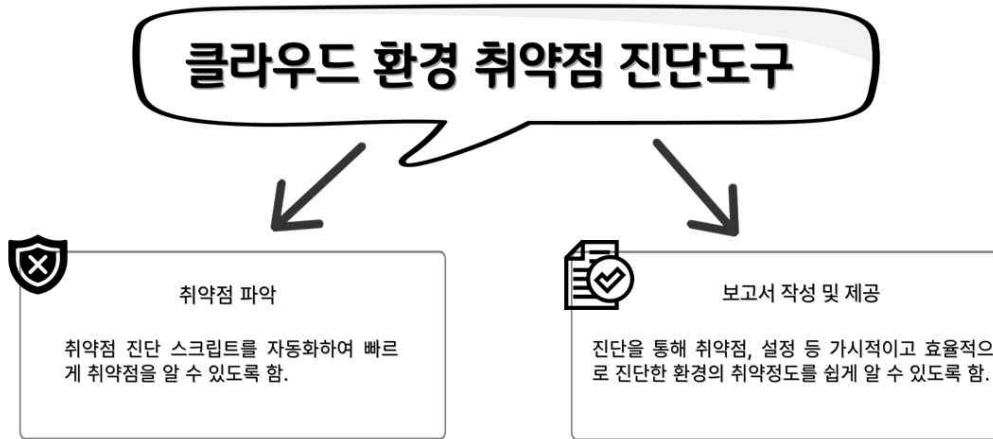 클라우드 환경 취약점 진단도구
취약점 파악
취약점 진단 스크립트를 자동화하여 빠르
게 취약점을 알 수 있도록 함.
보고서 작성 및 제공
진단을 통해 취약점, 설정 등 가시적이고 효율적으
로 진단한 환경의 취약정도를 쉽게 알 수 있도록 함.